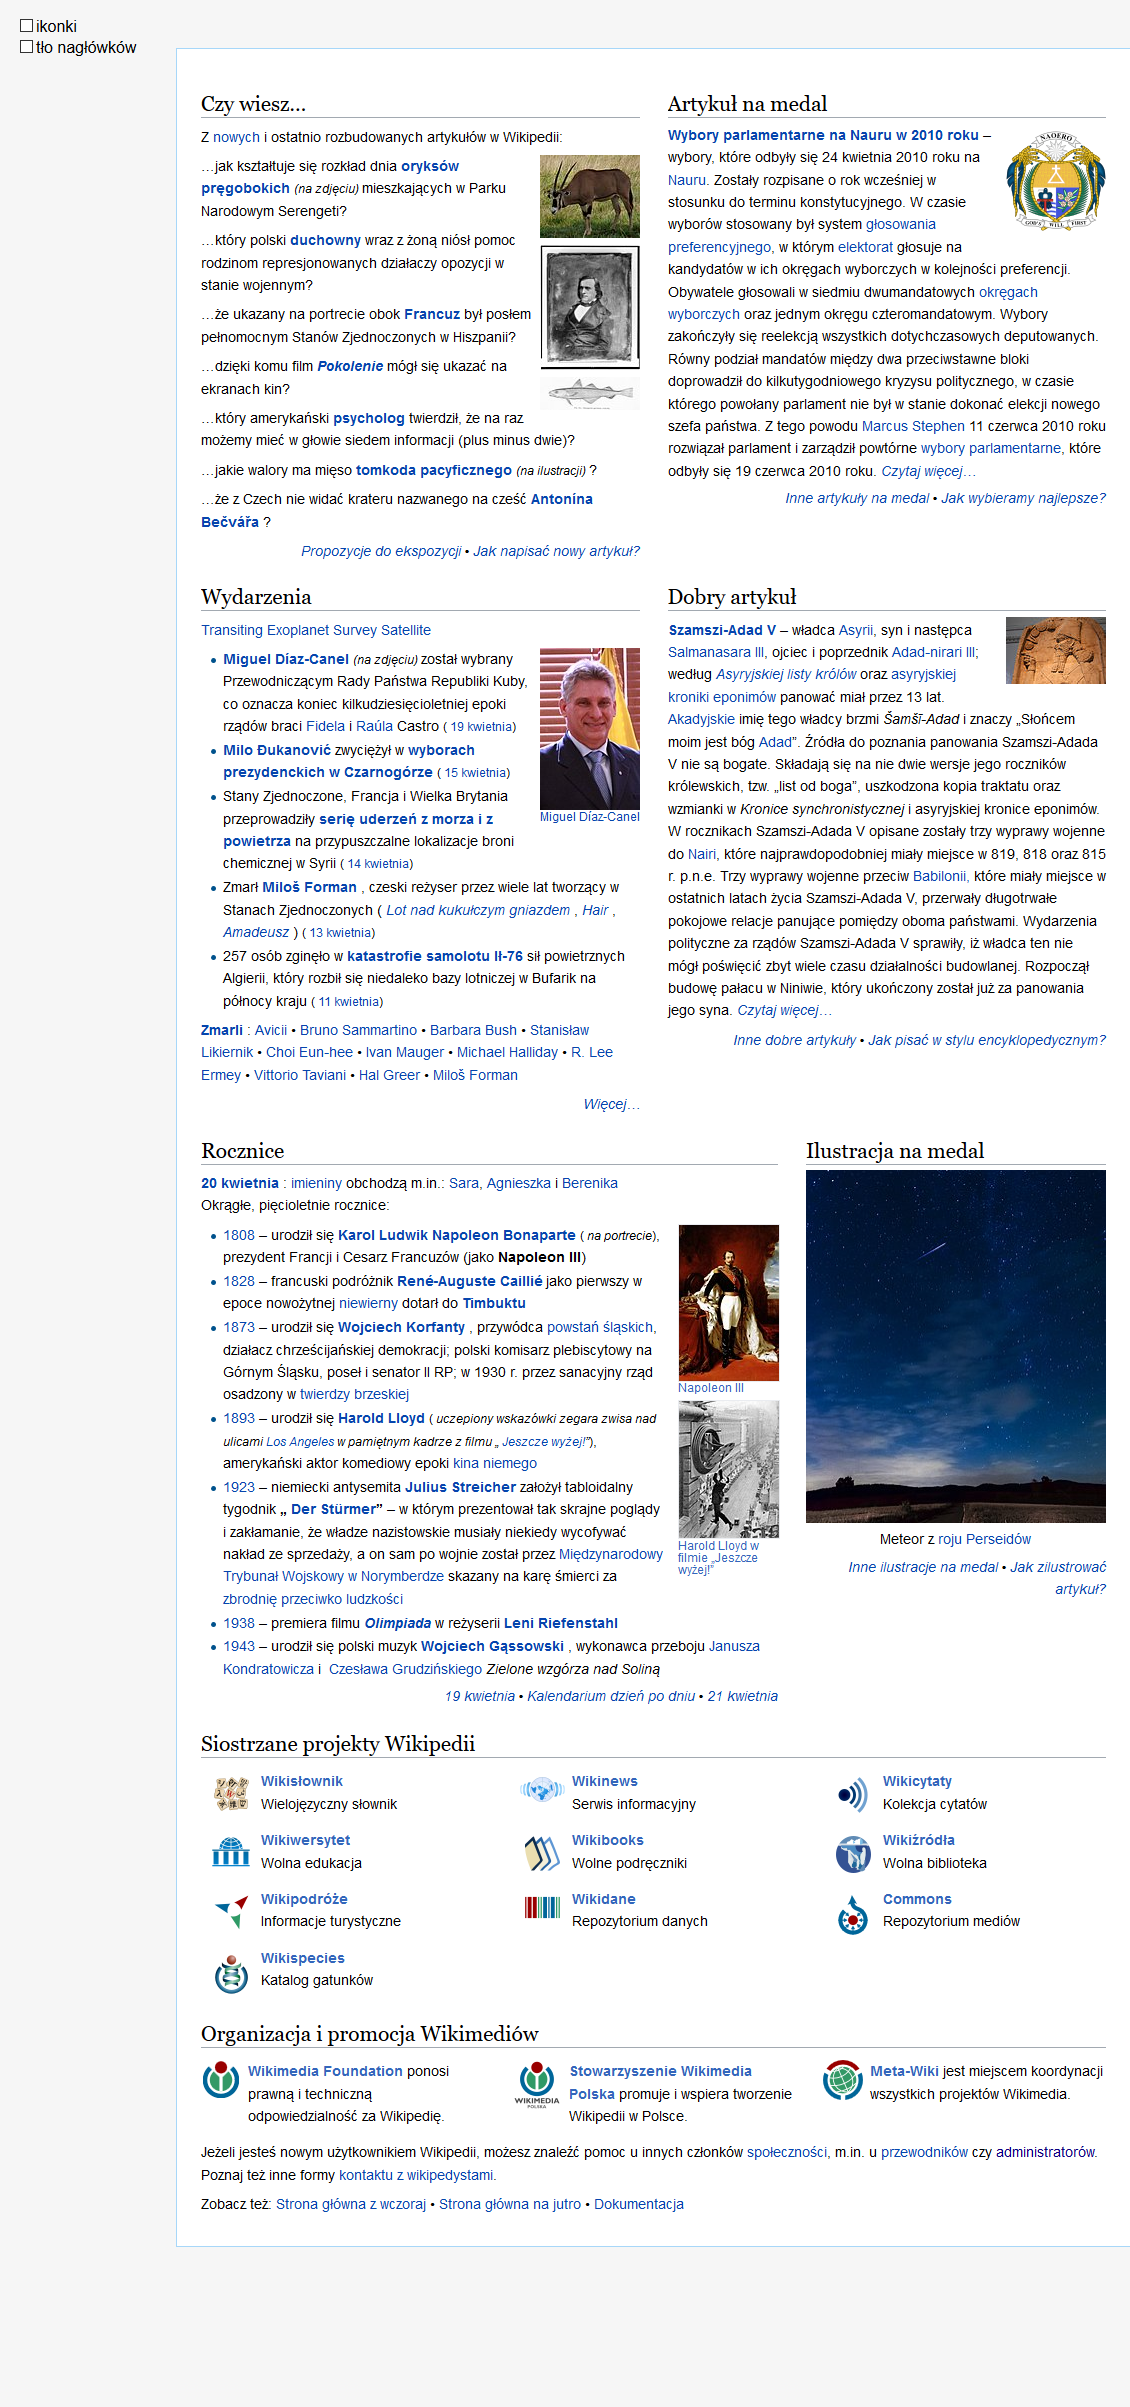 ikonki
tło nagłówków
Czy wiesz…
Z nowych i ostatnio rozbudowanych artykułów w Wikipedii:
…jak kształtuje się rozkład dnia oryksów
pręgobokich (na zdjęciu) mieszkających w Parku
Narodowym Serengeti?
…który polski duchowny wraz z żoną niósł pomoc
rodzinom represjonowanych działaczy opozycji w
stanie wojennym?
…że ukazany na portrecie obok Francuz był posłem
pełnomocnym Stanów Zjednoczonych w Hiszpanii?
…dzięki komu film Pokolenie mógł się ukazać na
ekranach kin?
…który amerykański psycholog twierdził, że na raz
możemy mieć w głowie siedem informacji (plus minus dwie)?
…jakie walory ma mięso tomkoda pacyficznego (na ilustracji) ?
…że z Czech nie widać krateru nazwanego na cześć Antonína
Bečvářa ?
Propozycje do ekspozycji • Jak napisać nowy artykuł?
Artykuł na medal
Wybory parlamentarne na Nauru w 2010 roku –
wybory, które odbyły się 24 kwietnia 2010 roku na
Nauru. Zostały rozpisane o rok wcześniej w
stosunku do terminu konstytucyjnego. W czasie
wyborów stosowany był system głosowania
preferencyjnego, w którym elektorat głosuje na
kandydatów w ich okręgach wyborczych w kolejności preferencji.
Obywatele głosowali w siedmiu dwumandatowych okręgach
wyborczych oraz jednym okręgu czteromandatowym. Wybory
zakończyły się reelekcją wszystkich dotychczasowych deputowanych.
Równy podział mandatów między dwa przeciwstawne bloki
doprowadził do kilkutygodniowego kryzysu politycznego, w czasie
którego powołany parlament nie był w stanie dokonać elekcji nowego
szefa państwa. Z tego powodu Marcus Stephen 11 czerwca 2010 roku
rozwiązał parlament i zarządził powtórne wybory parlamentarne, które
odbyły się 19 czerwca 2010 roku. Czytaj więcej…
Inne artykuły na medal • Jak wybieramy najlepsze?
NAOERO
GOD'S WILL FIRST
Wydarzenia
Transiting Exoplanet Survey Satellite
• Miguel Díaz-Canel (na zdjęciu) został wybrany
Przewodniczącym Rady Państwa Republiki Kuby,
co oznacza koniec kilkudziesięcioletniej epoki
rządów braci Fidela i Raúla Castro ( 19 kwietnia)
• Milo Đukanović zwyciężył w wyborach
prezydenckich w Czarnogórze ( 15 kwietnia)
• Stany Zjednoczone, Francja i Wielka Brytania
przeprowadziły serię uderzeń z morza i z
powietrza na przypuszczalne lokalizacje broni
chemicznej w Syrii ( 14 kwietnia)
• Zmarł Miloš Forman , czeski reżyser przez wiele lat tworzący w
Stanach Zjednoczonych ( Lot nad kukułczym gniazdem , Hair ,
Amadeusz ) ( 13 kwietnia)
• 257 osób zginęło w katastrofie samolotu Ił-76 sił powietrznych
Algierii, który rozbił się niedaleko bazy lotniczej w Bufarik na
północy kraju ( 11 kwietnia)
Miguel Díaz-Canel
Zmarli : Avicii • Bruno Sammartino • Barbara Bush • Stanisław
Likiernik • Choi Eun-hee • Ivan Mauger • Michael Halliday • R. Lee
Ermey • Vittorio Taviani • Hal Greer • Miloš Forman
Więcej…
Dobry artykuł
Szamszi-Adad V – władca Asyrii, syn i następca
Salmanasara III, ojciec i poprzednik Adad-nirari III;
według Asyryjskiej listy królów oraz asyryjskiej
kroniki eponimów panować miał przez 13 lat.
Akadyjskie imię tego władcy brzmi Šamšī-Adad i znaczy „Słońcem
moim jest bóg Adad”. Źródła do poznania panowania Szamszi-Adada
V nie są bogate. Składają się na nie dwie wersje jego roczników
królewskich, tzw. „list od boga”, uszkodzona kopia traktatu oraz
wzmianki w Kronice synchronistycznej i asyryjskiej kronice eponimów.
W rocznikach Szamszi-Adada V opisane zostały trzy wyprawy wojenne
do Nairi, które najprawdopodobniej miały miejsce w 819, 818 oraz 815
r. p.n.e. Trzy wyprawy wojenne przeciw Babilonii, które miały miejsce w
ostatnich latach życia Szamszi-Adada V, przerwały długotrwałe
pokojowe relacje panujące pomiędzy oboma państwami. Wydarzenia
polityczne za rządów Szamszi-Adada V sprawiły, iż władca ten nie
mógł poświęcić zbyt wiele czasu działalności budowlanej. Rozpoczął
budowę pałacu w Niniwie, który ukończony został już za panowania
jego syna. Czytaj więcej…
Inne dobre artykuły • Jak pisać w stylu encyklopedycznym?
Rocznice
20 kwietnia : imieniny obchodzą m.in.: Sara, Agnieszka i Berenika
Okrągłe, pięcioletnie rocznice:
• 1808 – urodził się Karol Ludwik Napoleon Bonaparte ( na portrecie),
prezydent Francji i Cesarz Francuzów (jako Napoleon III)
• 1828 – francuski podróżnik René-Auguste Caillié jako pierwszy w
epoce nowożytnej niewierny dotarł do Timbuktu
• 1873 – urodził się Wojciech Korfanty , przywódca powstań śląskich,
działacz chrześcijańskiej demokracji; polski komisarz plebiscytowy na
Górnym Śląsku, poseł i senator II RP; w 1930 r. przez sanacyjny rząd
osadzony w twierdzy brzeskiej
• 1893 – urodził się Harold Lloyd ( uczepiony wskazówki zegara zwisa nad
ulicami Los Angeles w pamiętnym kadrze z filmu „ Jeszcze wyżej!”),
amerykański aktor komediowy epoki kina niemego
• 1923 – niemiecki antysemita Julius Streicher założył tabloidalny
tygodnik „ Der Stürmer” – w którym prezentował tak skrajne poglądy
i zakłamanie, że władze nazistowskie musiały niekiedy wycofywać
nakład ze sprzedaży, a on sam po wojnie został przez Międzynarodowy
Trybunał Wojskowy w Norymberdze skazany na karę śmierci za
zbrodnię przeciwko ludzkości
• 1938 – premiera filmu Olimpiada w reżyserii Leni Riefenstahl
• 1943 – urodził się polski muzyk Wojciech Gąssowski , wykonawca przeboju Janusza
Kondratowicza i Czesława Grudzińskiego Zielone wzgórza nad Soliną
Napoleon III
Harold Lloyd w
filmie „Jeszcze
wyżej!”
19 kwietnia • Kalendarium dzień po dniu • 21 kwietnia
Ilustracja na medal
Meteor z roju Perseidów
Inne ilustracje na medal • Jak zilustrować
artykuł?
Siostrzane projekty Wikipedii
Wikisłownik
Wielojęzyczny słownik
Wikinews
Serwis informacyjny
Wikicytaty
Kolekcja cytatów
Wikiwersytet
Wolna edukacja
Wikibooks
Wolne podręczniki
Wikiźródła
Wolna biblioteka
Wikipodróże
Informacje turystyczne
Wikidane
Repozytorium danych
Commons
Repozytorium mediów
Wikispecies
Katalog gatunków
Organizacja i promocja Wikimediów
Wikimedia Foundation ponosi
prawną i techniczną
odpowiedzialność za Wikipedię.
WIKIMEDIA
POLSKA
Stowarzyszenie Wikimedia
Polska promuje i wspiera tworzenie
Wikipedii w Polsce.
Meta-Wiki jest miejscem koordynacji
wszystkich projektów Wikimedia.
Jeżeli jesteś nowym użytkownikiem Wikipedii, możesz znaleźć pomoc u innych członków społeczności, m.in. u przewodników czy administratorów.
Poznaj też inne formy kontaktu z wikipedystami.
Zobacz też: Strona główna z wczoraj • Strona główna na jutro • Dokumentacja